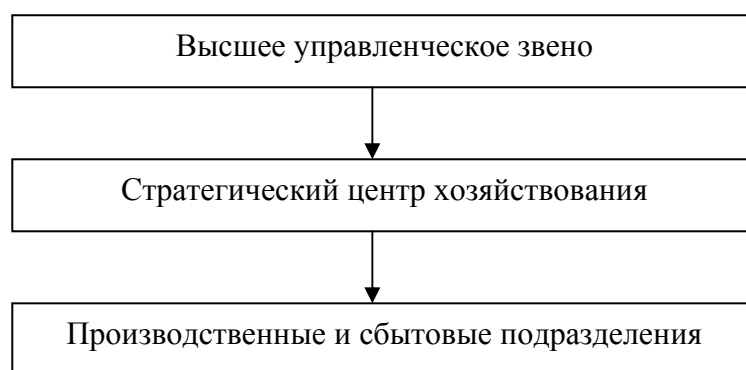 Высшее управленческое звено
Стратегический центр хозяйствования
Производственные и сбытовые подразделения